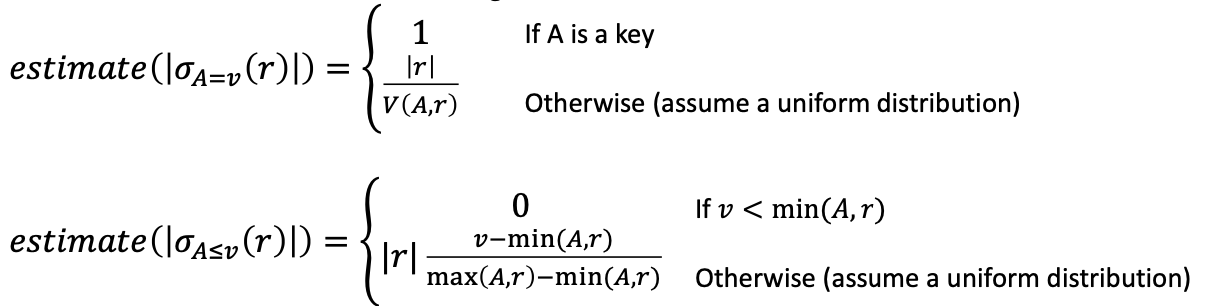 estimate(|σ_{A=v}(r)|) = { 1 If A is a key
|r| / V(A,r) Otherwise (assume a uniform distribution)
estimate(|σ_{A≤v}(r)|) = { 0 If v < min(A, r)
|r| (v−min(A,r)) / (max(A,r)−min(A,r)) Otherwise (assume a uniform distribution)